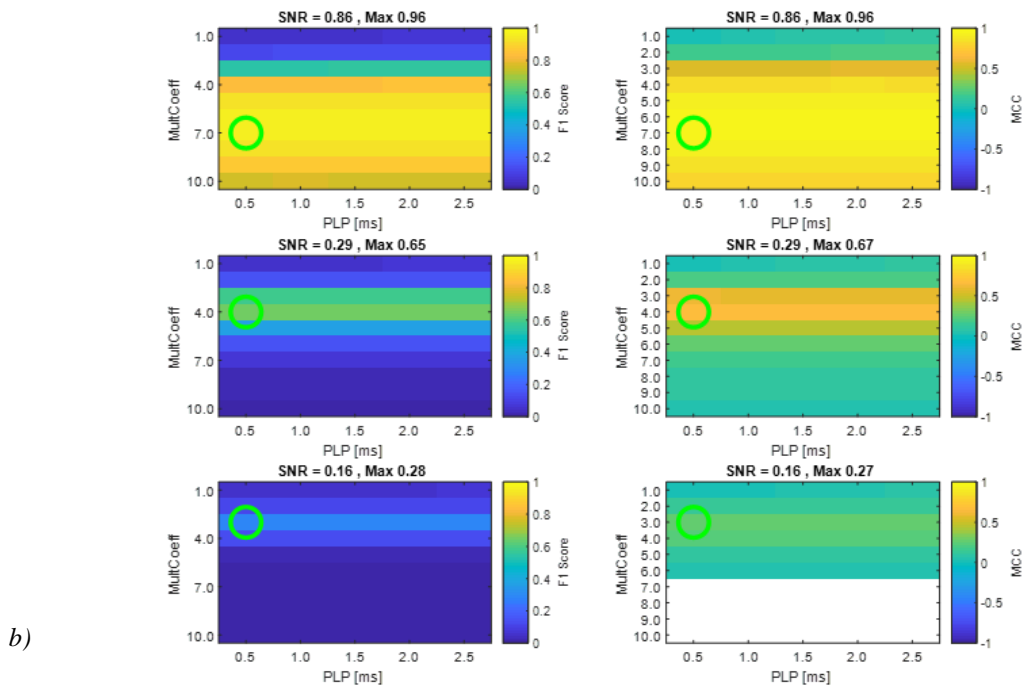 SNR = 0.86 , Max 0.96
1.0
4.0
7.0
10.0
MultCoeff
0.5 1.0 1.5 2.0 2.5
PLP [ms]
1
0.8
0.6
0.4
0.2
0
F1 Score
SNR = 0.86 , Max 0.96
1.0
2.0
3.0
4.0
5.0
6.0
7.0
8.0
9.0
10.0
MultCoeff
0.5 1.0 1.5 2.0 2.5
PLP [ms]
1
0.5
0
-0.5
-1
MCC
SNR = 0.29 , Max 0.65
1.0
4.0
7.0
10.0
MultCoeff
0.5 1.0 1.5 2.0 2.5
PLP [ms]
1
0.8
0.6
0.4
0.2
0
F1 Score
SNR = 0.29 , Max 0.67
1.0
2.0
3.0
4.0
5.0
6.0
7.0
8.0
9.0
10.0
MultCoeff
0.5 1.0 1.5 2.0 2.5
PLP [ms]
1
0.5
0
-0.5
-1
MCC
SNR = 0.16 , Max 0.28
1.0
4.0
7.0
10.0
MultCoeff
0.5 1.0 1.5 2.0 2.5
PLP [ms]
1
0.8
0.6
0.4
0.2
0
F1 Score
SNR = 0.16 , Max 0.27
1.0
2.0
3.0
4.0
5.0
6.0
7.0
8.0
9.0
10.0
MultCoeff
0.5 1.0 1.5 2.0 2.5
PLP [ms]
1
0.5
0
-0.5
-1
MCC
b)